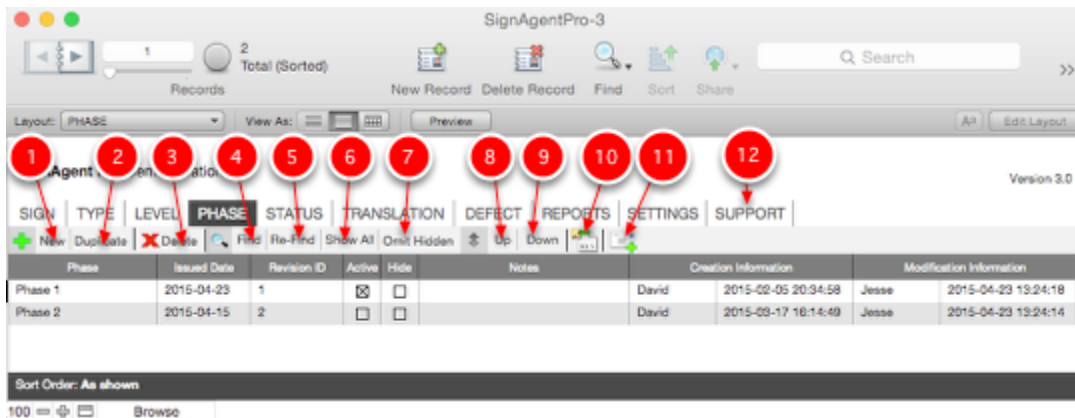 SignAgentPro-3
1
2
Total (Sorted)
Records
New Record Delete Record Find Sort Share
Search
Layout: PHASE View As: Preview Edit Layout
1 2 3 4 5 6 7 8 9 10 11 12
Agent
Version 3.0
SIGN TYPE LEVEL PHASE STATUS TRANSLATION DEFECT REPORTS SETTINGS SUPPORT
New Duplicate Delete Find Re-Find Show All Omit Hidden Up Down
Phase Issued Date Revision ID Active Hide Notes Creation Information Modification Information
Phase 1 2015-04-23 1 David 2015-02-05 20:34:58 Jesse 2015-04-23 13:24:18
Phase 2 2015-04-15 2 David 2015-03-17 16:14:49 Jesse 2015-04-23 13:24:14
Sort Order: As shown
100 Browse